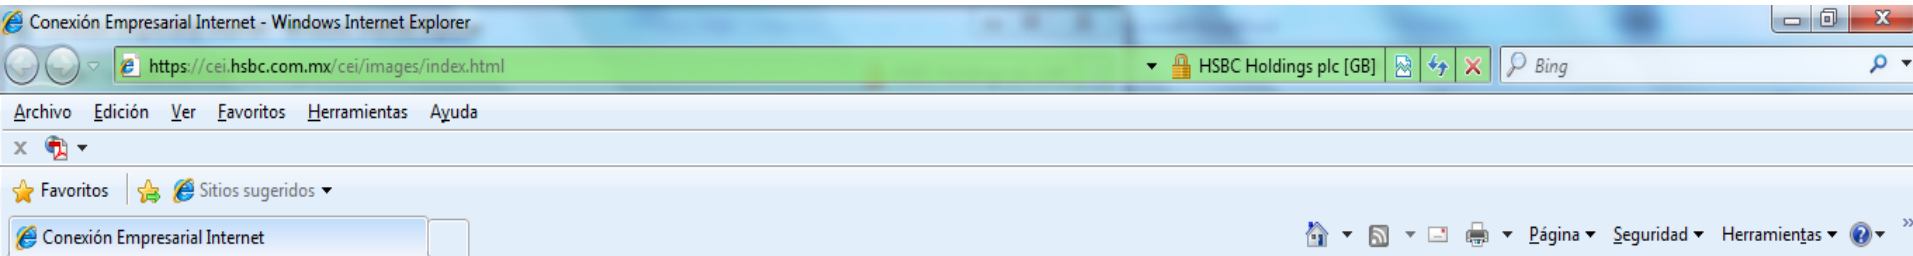 Conexión Empresarial Internet - Windows Internet Explorer
https://cei.hsbc.com.mx/cei/images/index.html HSBC Holdings plc [GB] Bing
Archivo Edición Ver Favoritos Herramientas Ayuda
Favoritos Sitios sugeridos
Conexión Empresarial Internet Página Seguridad Herramientas